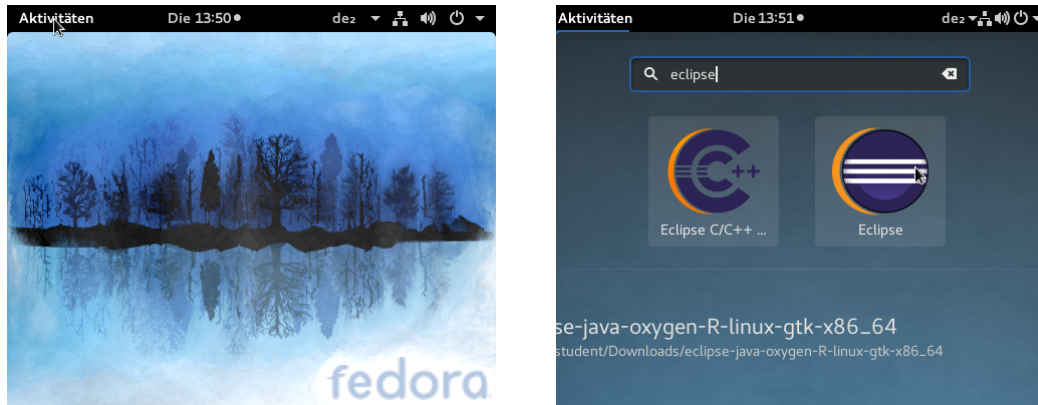 Aktivitäten Die 13:50 de₂
fedora
Aktivitäten Die 13:51 de₂
eclipse
C++
Eclipse C/C++ ...
Eclipse
se-java-oxygen-R-linux-gtk-x86_64
student/Downloads/eclipse-java-oxygen-R-linux-gtk-x86_64